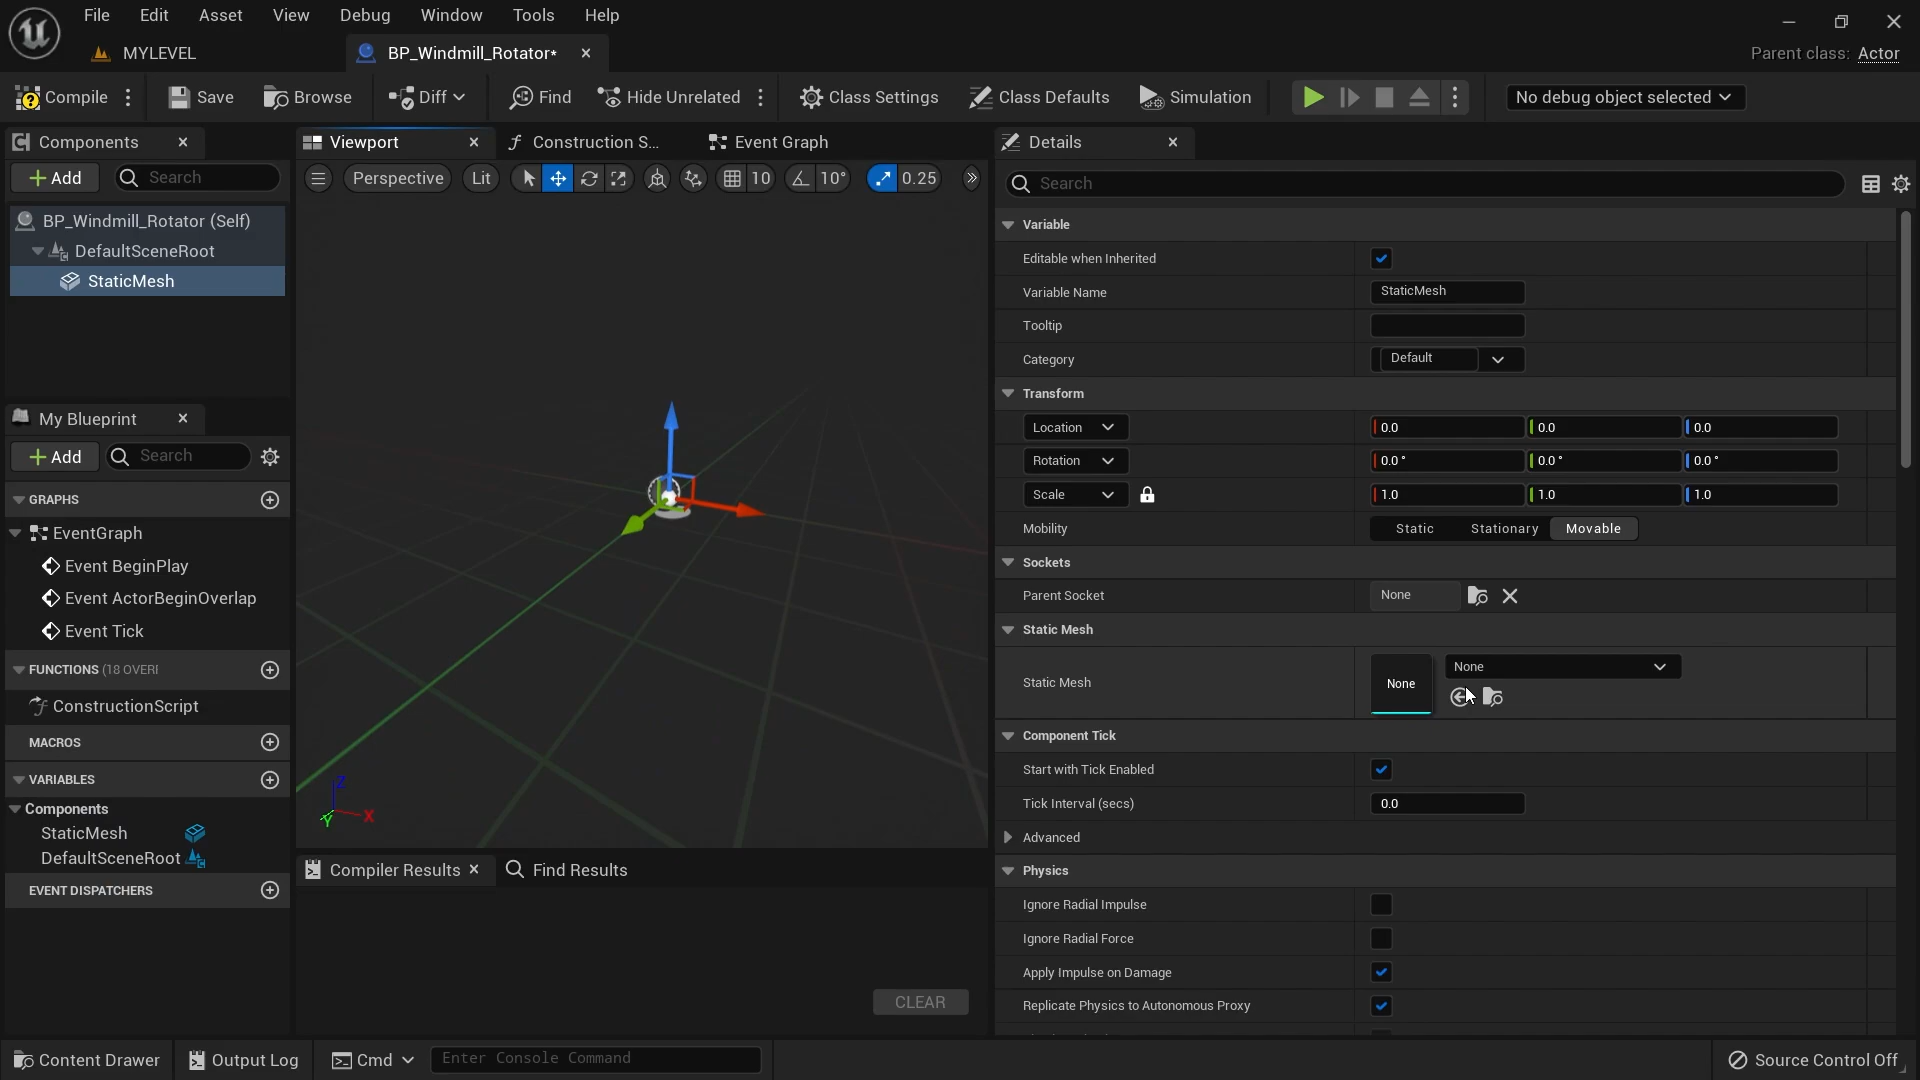 File Edit Asset View Debug Window Tools Help
MYLEVEL
BP_Windmill_Rotator*
Parent class: Actor
Compile
Save
Browse
Diff
Find
Hide Unrelated
Class Settings
Class Defaults
Simulation
No debug object selected
Components
Add
Search
BP_Windmill_Rotator (Self)
DefaultSceneRoot
StaticMesh
My Blueprint
Add
Search
GRAPHS
EventGraph
Event BeginPlay
Event ActorBeginOverlap
Event Tick
FUNCTIONS (18 OVERI
ConstructionScript
MACROS
VARIABLES
Components
StaticMesh
DefaultSceneRoot
EVENT DISPATCHERS
Viewport
Construction S...
Event Graph
Perspective
Lit
10
10°
0.25
Z
X
Y
Compiler Results
Find Results
CLEAR
Details
Search
Variable
Editable when Inherited
Variable Name StaticMesh
Tooltip
Category Default
Transform
Location 0.0 0.0 0.0
Rotation 0.0° 0.0° 0.0°
Scale 1.0 1.0 1.0
Mobility Static Stationary Movable
Sockets
Parent Socket None
Static Mesh
Static Mesh None None
Component Tick
Start with Tick Enabled
Tick Interval (secs) 0.0
Advanced
Physics
Ignore Radial Impulse
Ignore Radial Force
Apply Impulse on Damage
Replicate Physics to Autonomous Proxy
Content Drawer
Output Log
Cmd
Enter Console Command
Source Control Off